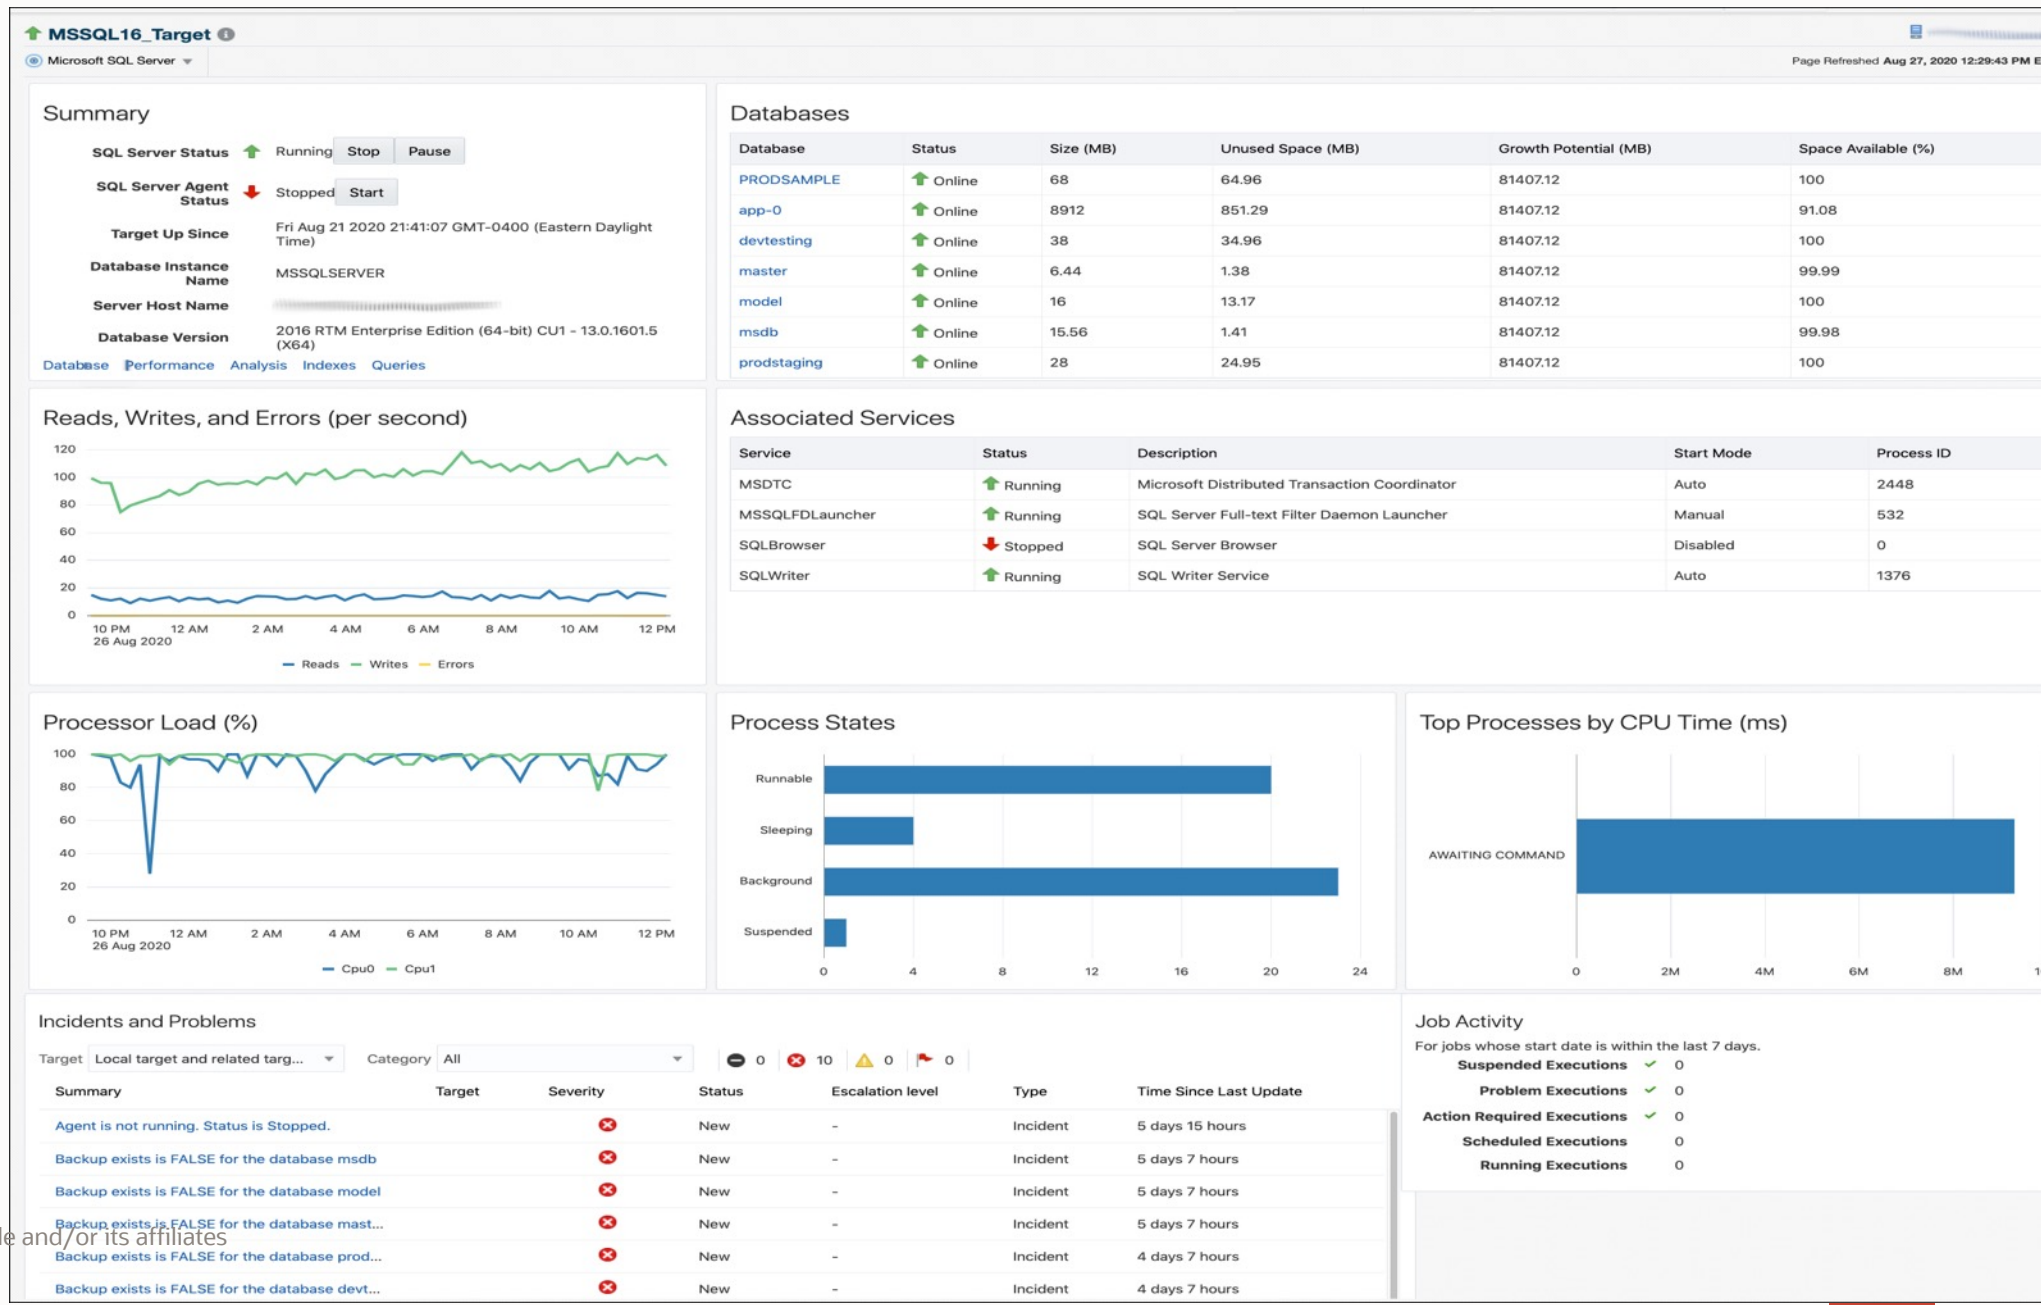 MSSQL16_Target
Microsoft SQL Server
Page Refreshed Aug 27, 2020 12:29:43 PM E
Summary
SQL Server Status Running Stop Pause
SQL Server Agent Status Stopped Start
Target Up Since Fri Aug 21 2020 21:41:07 GMT-0400 (Eastern Daylight Time)
Database Instance Name MSSQLSERVER
Server Host Name
Database Version 2016 RTM Enterprise Edition (64-bit) CU1 - 13.0.1601.5 (X64)
Database Performance Analysis Indexes Queries
Databases
Database Status Size (MB) Unused Space (MB) Growth Potential (MB) Space Available (%)
PRODSAMPLE Online 68 64.96 81407.12 100
app-0 Online 8912 851.29 81407.12 91.08
devtesting Online 38 34.96 81407.12 100
master Online 6.44 1.38 81407.12 99.99
model Online 16 13.17 81407.12 100
msdb Online 15.56 1.41 81407.12 99.98
prodstaging Online 28 24.95 81407.12 100
Reads, Writes, and Errors (per second)
120
100
80
60
40
20
0
10 PM 12 AM 2 AM 4 AM 6 AM 8 AM 10 AM 12 PM
26 Aug 2020
Reads Writes Errors
Associated Services
Service Status Description Start Mode Process ID
MSDTC Running Microsoft Distributed Transaction Coordinator Auto 2448
MSSQLFDLauncher Running SQL Server Full-text Filter Daemon Launcher Manual 532
SQLBrowser Stopped SQL Server Browser Disabled 0
SQLWriter Running SQL Writer Service Auto 1376
Processor Load (%)
100
80
60
40
20
0
10 PM 12 AM 2 AM 4 AM 6 AM 8 AM 10 AM 12 PM
26 Aug 2020
Cpu0 Cpu1
Process States
Runnable
Sleeping
Background
Suspended
0 4 8 12 16 20 24
Top Processes by CPU Time (ms)
AWAITING COMMAND
0 2M 4M 6M 8M 1
Incidents and Problems
Target Local target and related targ... Category All 0 10 0 0
Summary Target Severity Status Escalation level Type Time Since Last Update
Agent is not running. Status is Stopped. New - Incident 5 days 15 hours
Backup exists is FALSE for the database msdb New - Incident 5 days 7 hours
Backup exists is FALSE for the database model New - Incident 5 days 7 hours
Backup exists is FALSE for the database mast... New - Incident 5 days 7 hours
le and/or its affiliates
Backup exists is FALSE for the database prod... New - Incident 4 days 7 hours
Backup exists is FALSE for the database devt... New - Incident 4 days 7 hours
Job Activity
For jobs whose start date is within the last 7 days.
Suspended Executions 0
Problem Executions 0
Action Required Executions 0
Scheduled Executions 0
Running Executions 0